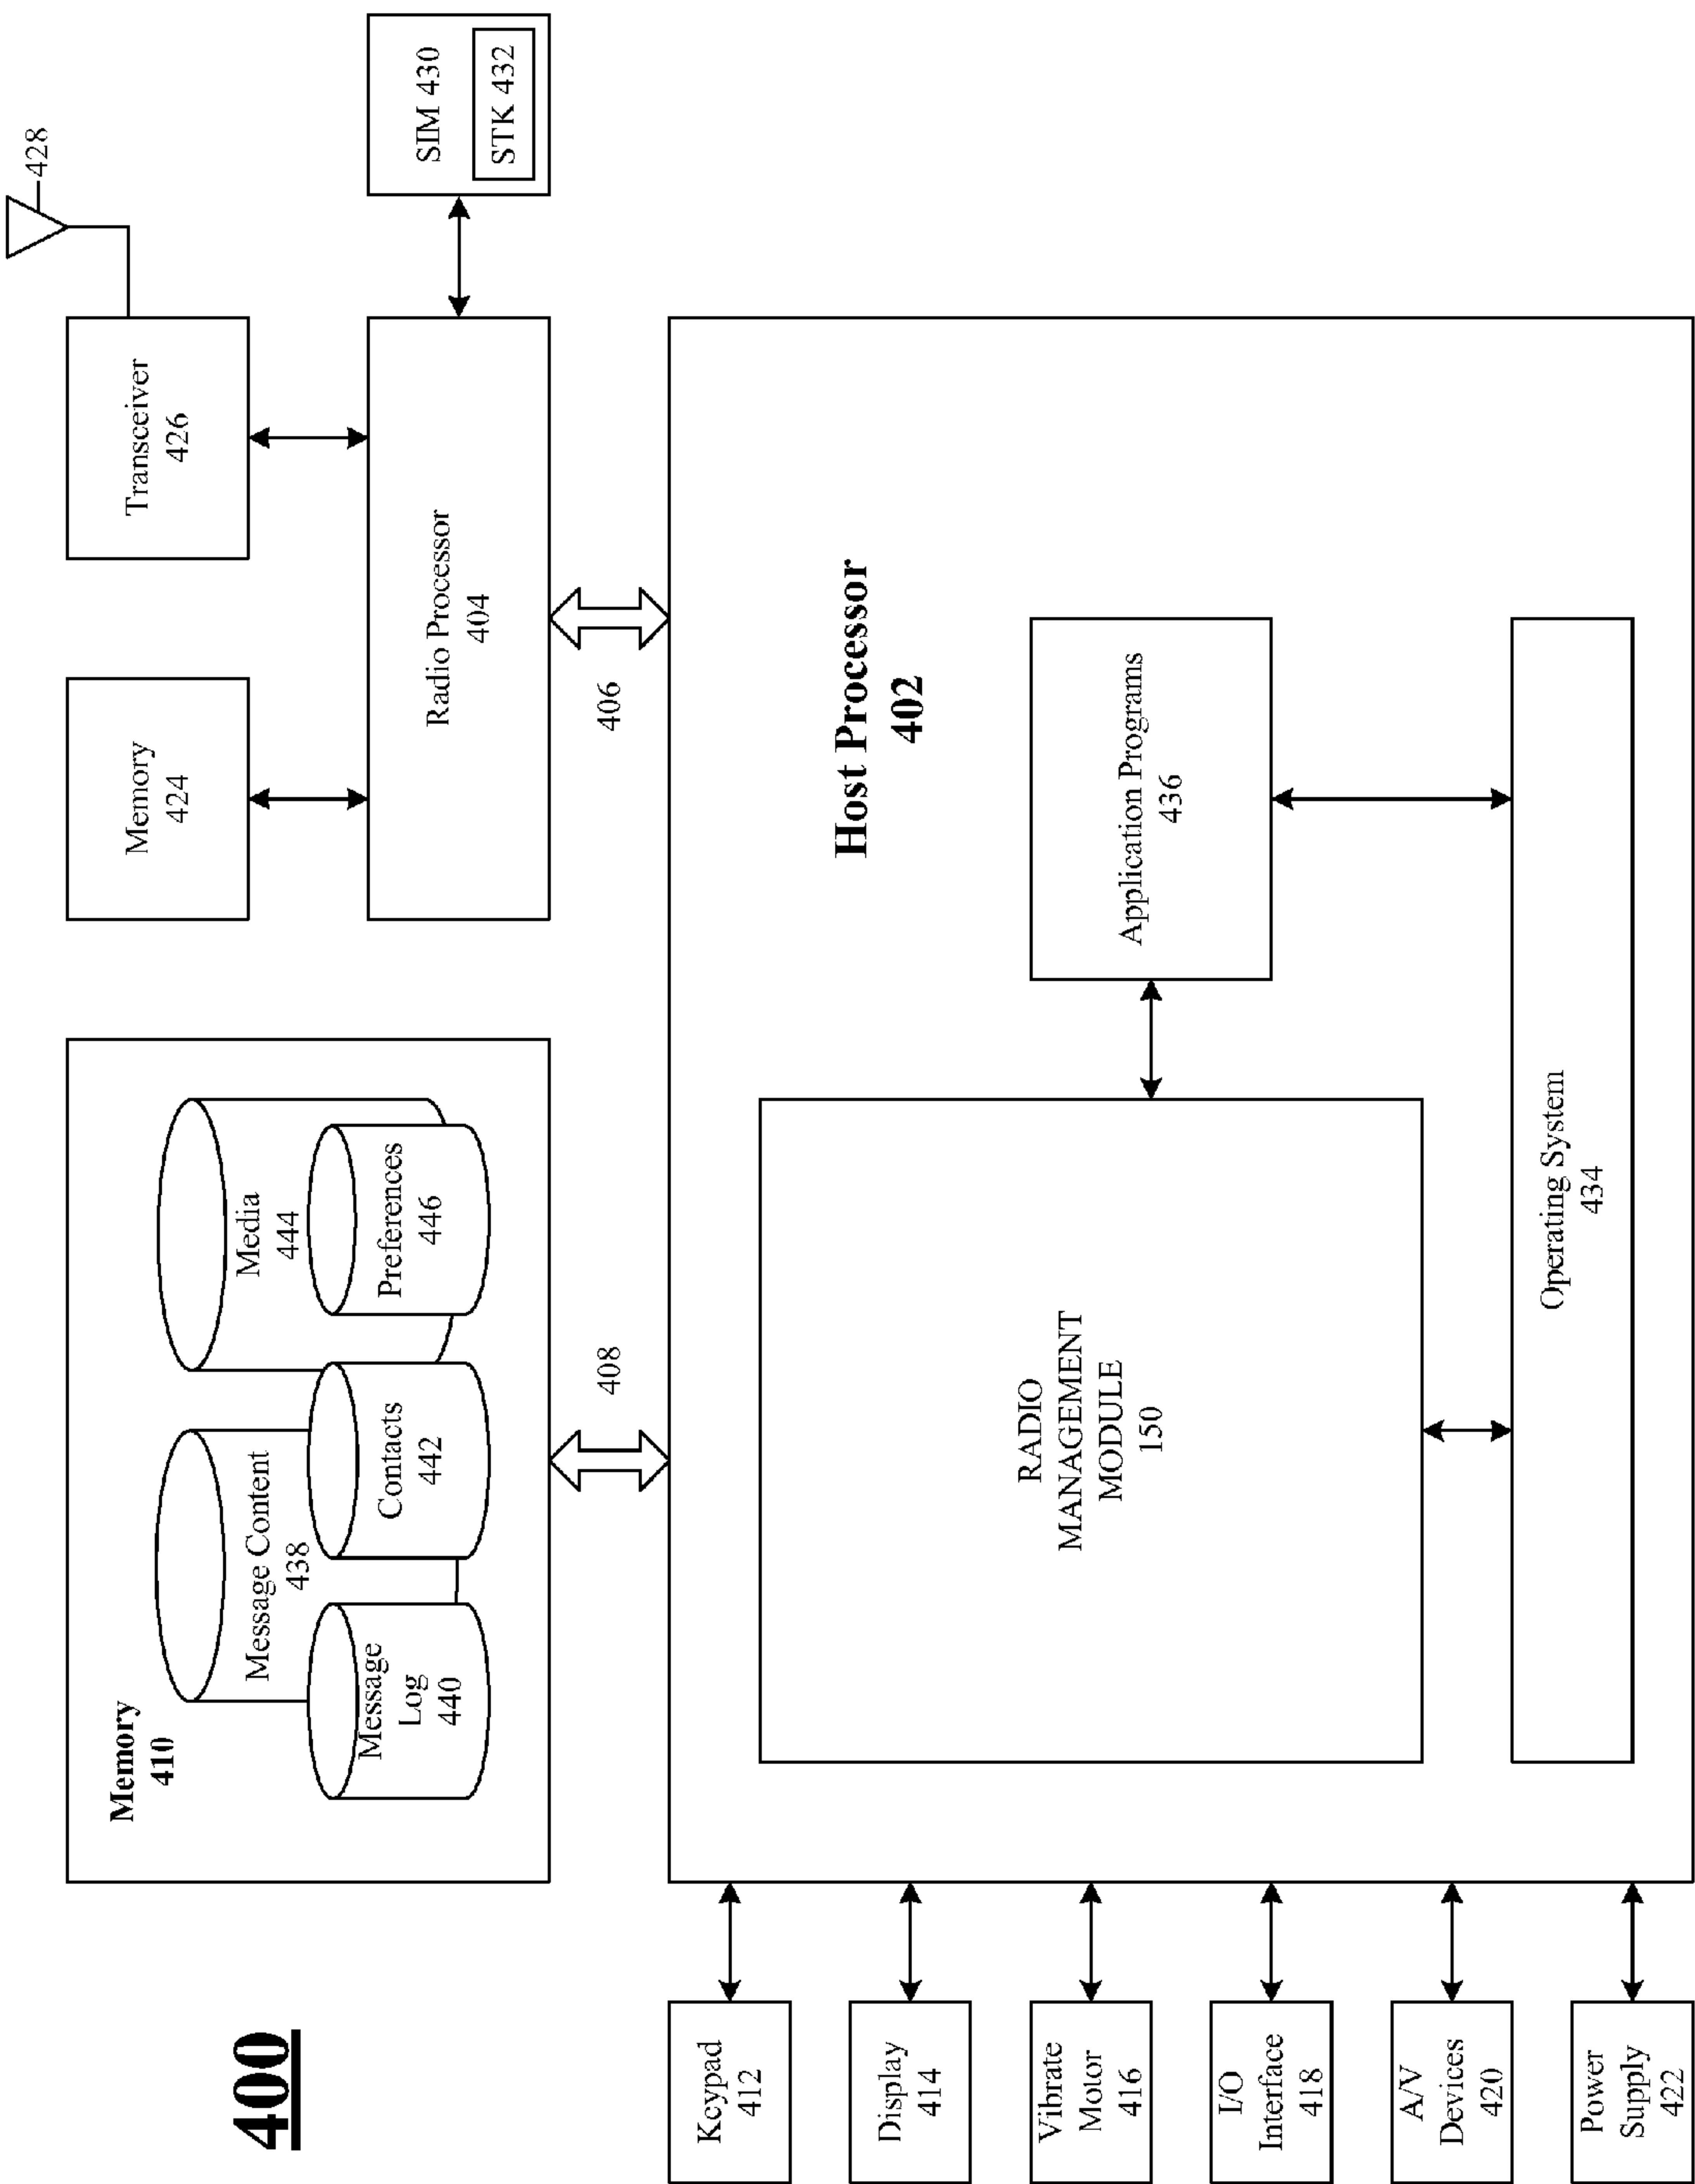 400
Memory
410
Message Content
438
Media
444
Message
Log
440
Contacts
442
Preferences
446
Memory
424
Transceiver
426
428
Radio Processor
404
SIM 430
STK 432
408
406
Keypad
412
Display
414
Vibrate
Motor
416
I/O
Interface
418
A/V
Devices
420
Power
Supply
422
Host Processor
402
RADIO
MANAGEMENT
MODULE
150
Application Programs
436
Operating System
434